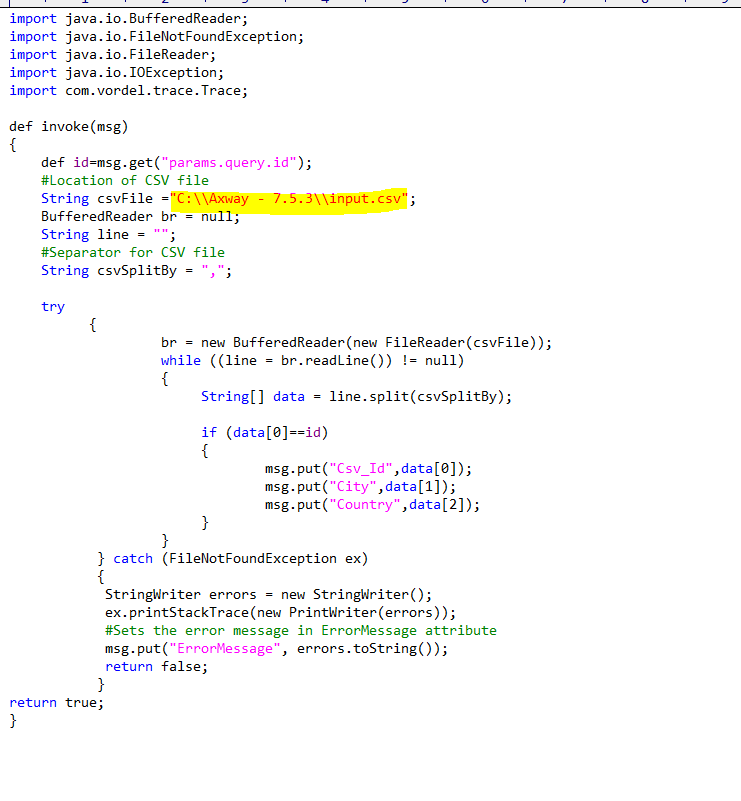 import java.io.BufferedReader;
import java.io.FileNotFoundException;
import java.io.FileReader;
import java.io.IOException;
import com.vordel.trace.Trace;
def invoke(msg)
{
    def id=msg.get("params.query.id");
    #Location of CSV file
    String csvFile ="C:\\Axway - 7.5.3\\input.csv";
    BufferedReader br = null;
    String line = "";
    #Separator for CSV file
    String csvSplitBy = ",";
    try
          {
                   br = new BufferedReader(new FileReader(csvFile));
                   while ((line = br.readLine()) != null)
                   {
                        String[] data = line.split(csvSplitBy);
                        if (data[0]==id)
                        {
                                msg.put("Csv_Id",data[0]);
                                msg.put("City",data[1]);
                                msg.put("Country",data[2]);
                        }
                   }
           } catch (FileNotFoundException ex)
           {
            StringWriter errors = new StringWriter();
            ex.printStackTrace(new PrintWriter(errors));
            #Sets the error message in ErrorMessage attribute
            msg.put("ErrorMessage", errors.toString());
            return false;
           }
return true;
}